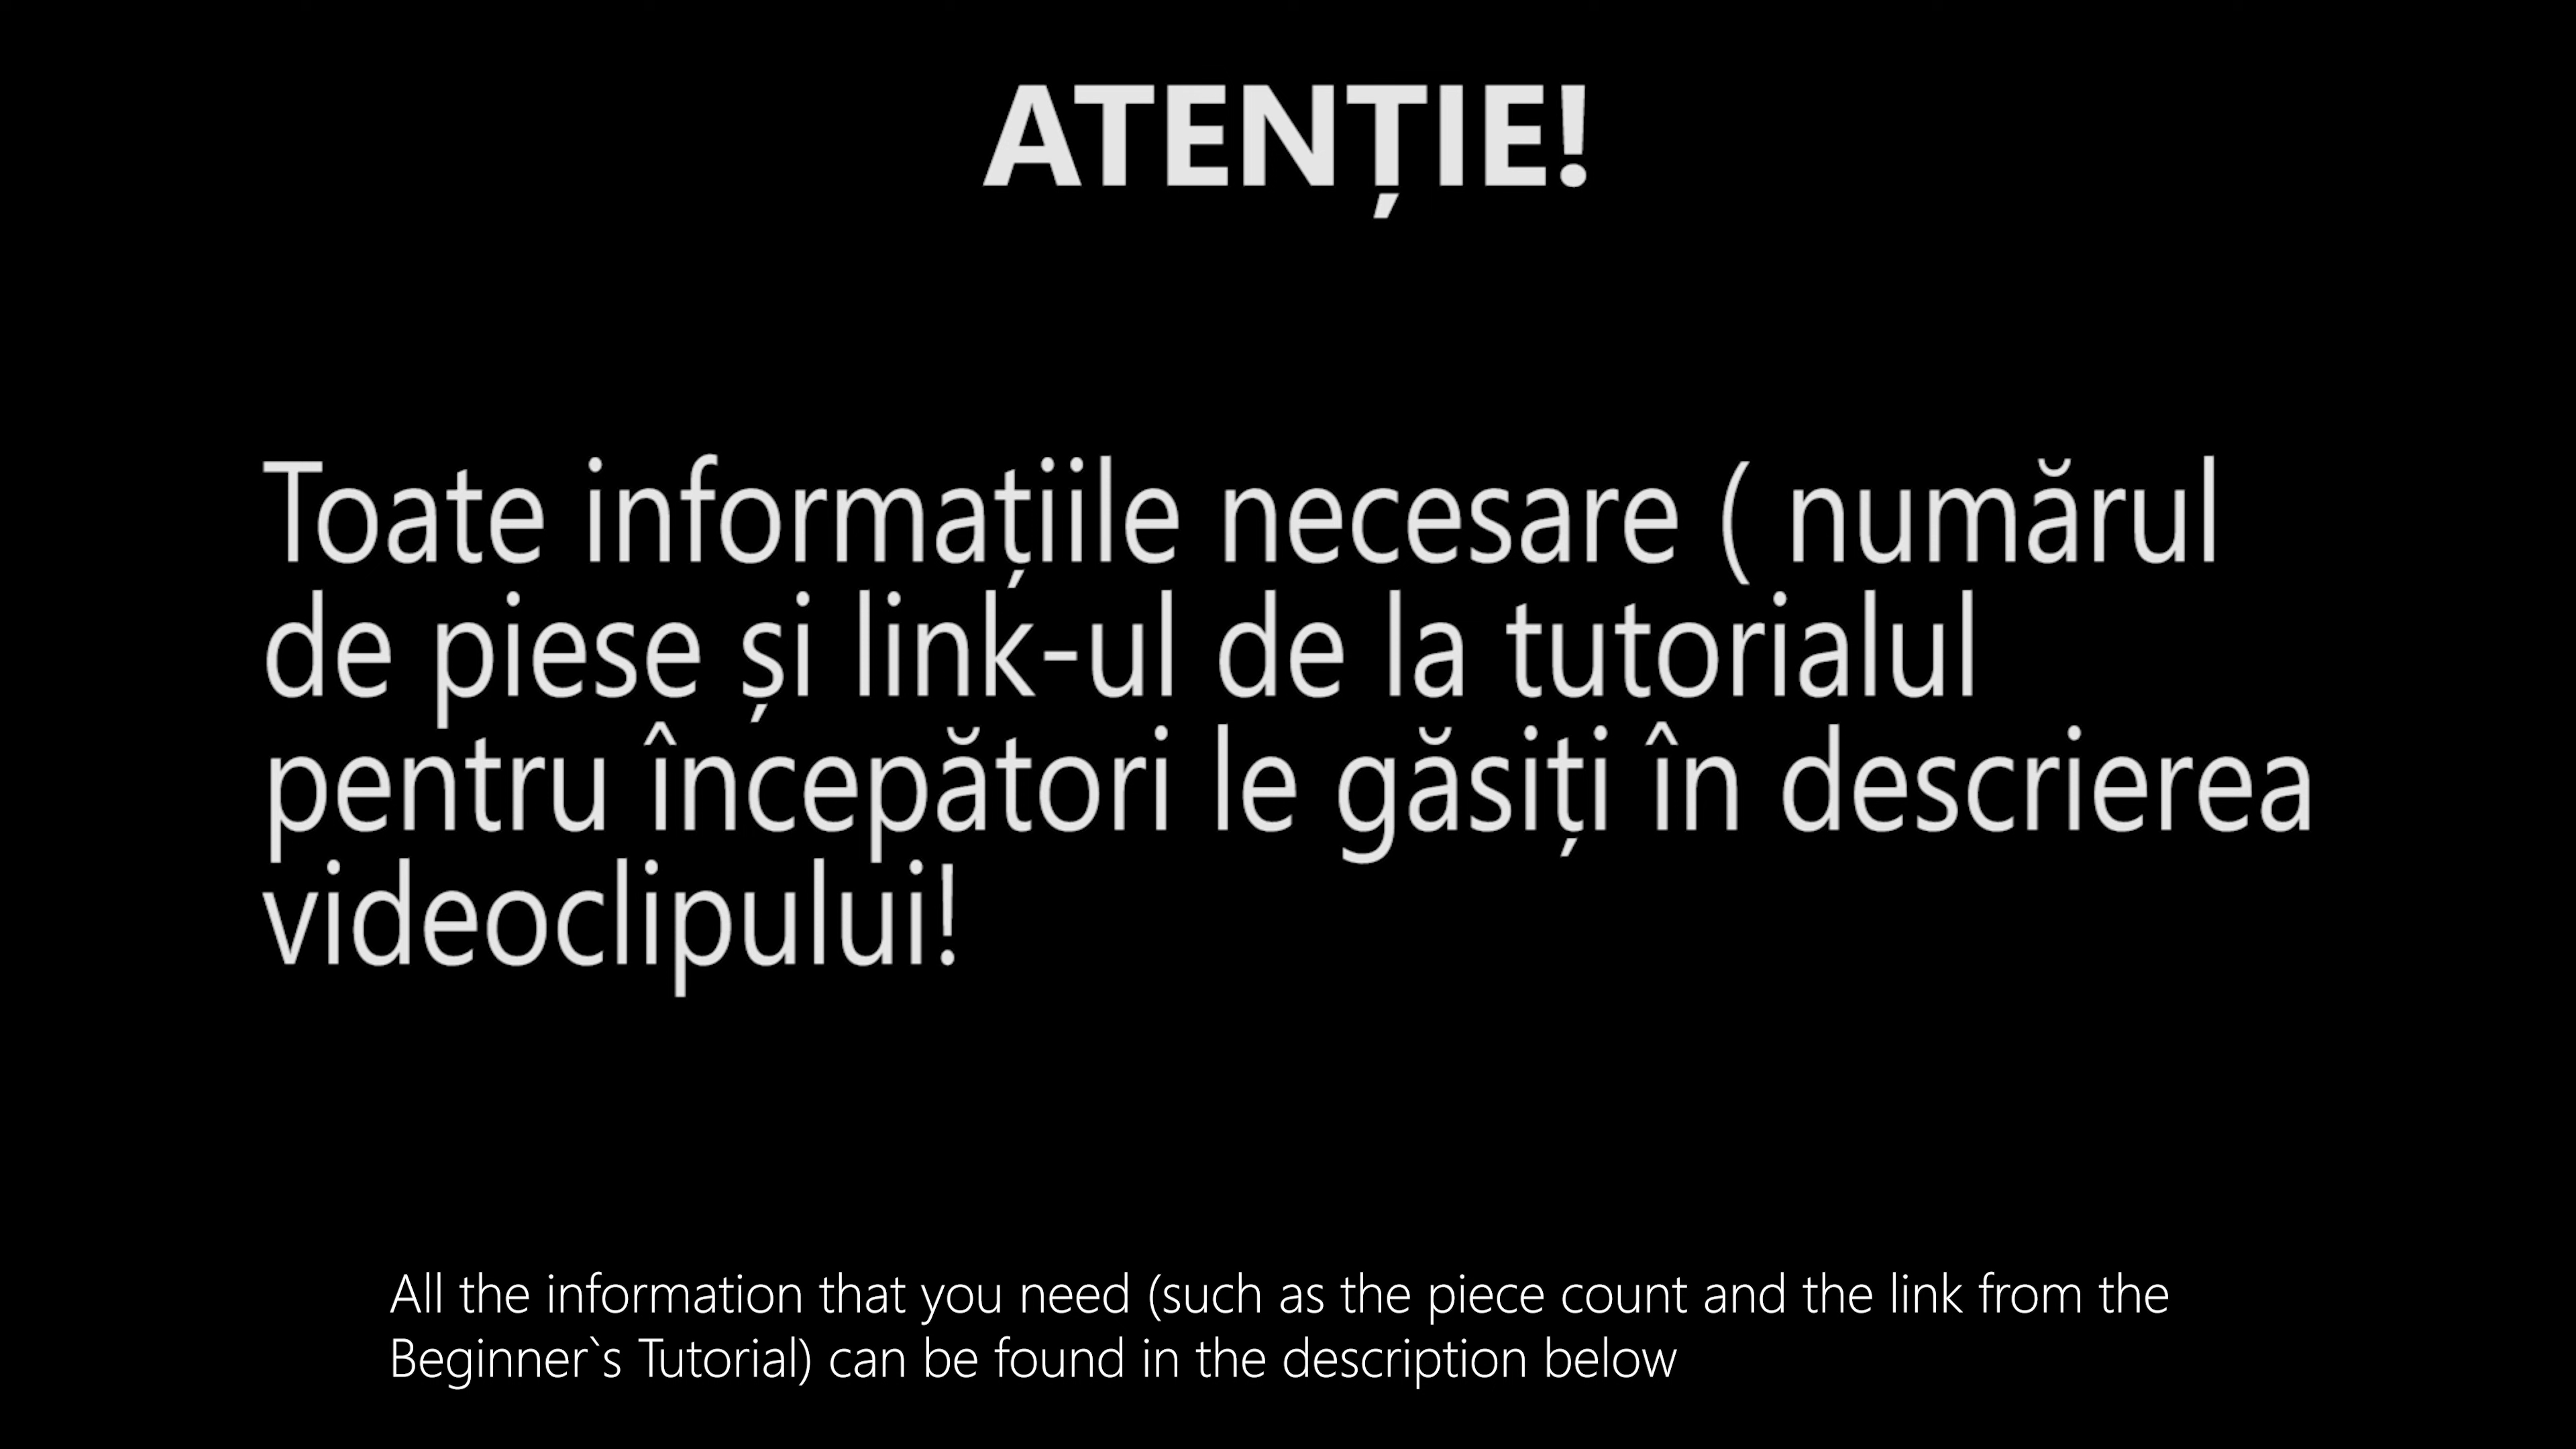 ATENȚIE!
Toate informațiile necesare ( numărul
de piese și link-ul de la tutorialul
pentru începători le găsiți în descrierea
videoclipului!
All the information that you need (such as the piece count and the link from the
Beginner`s Tutorial) can be found in the description below